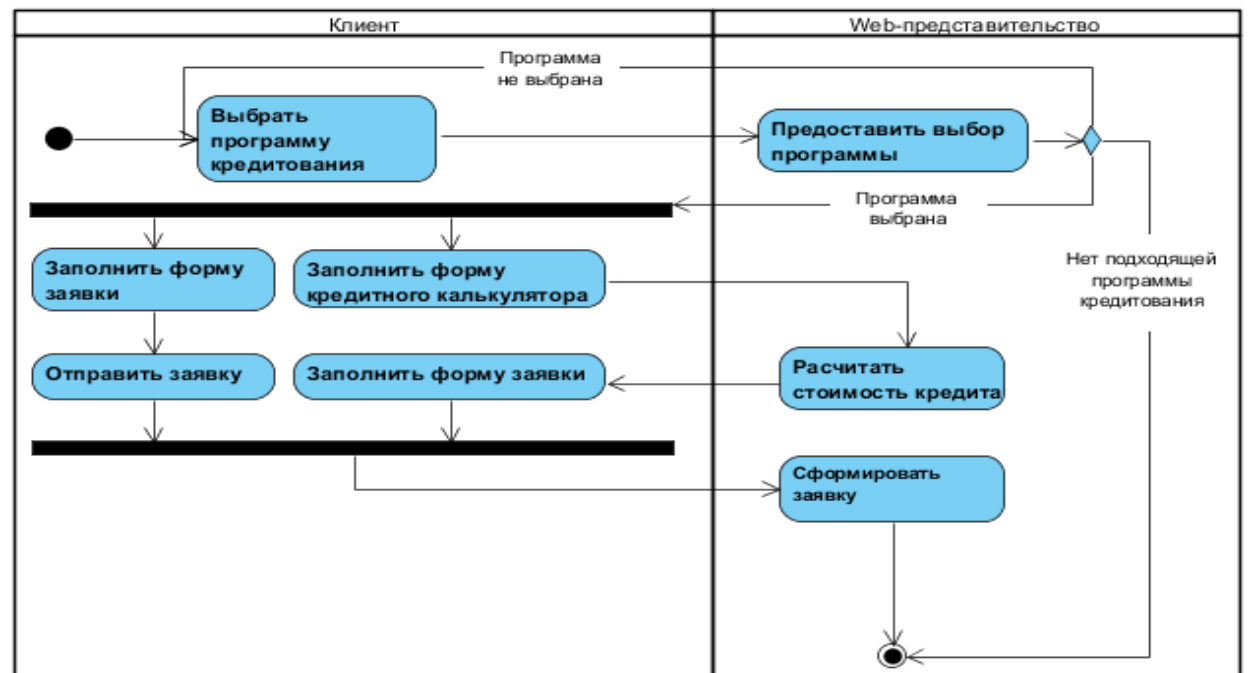 Клиент
Web-представительство
Программа
не выбрана
Выбрать
программу
кредитования
Предоставить выбор
программы
Программа
выбрана
Нет подходящей
программы
кредитования
Заполнить форму
заявки
Заполнить форму
кредитного калькулятора
Отправить заявку
Заполнить форму заявки
Расчитать
стоимость кредита
Сформировать
заявку